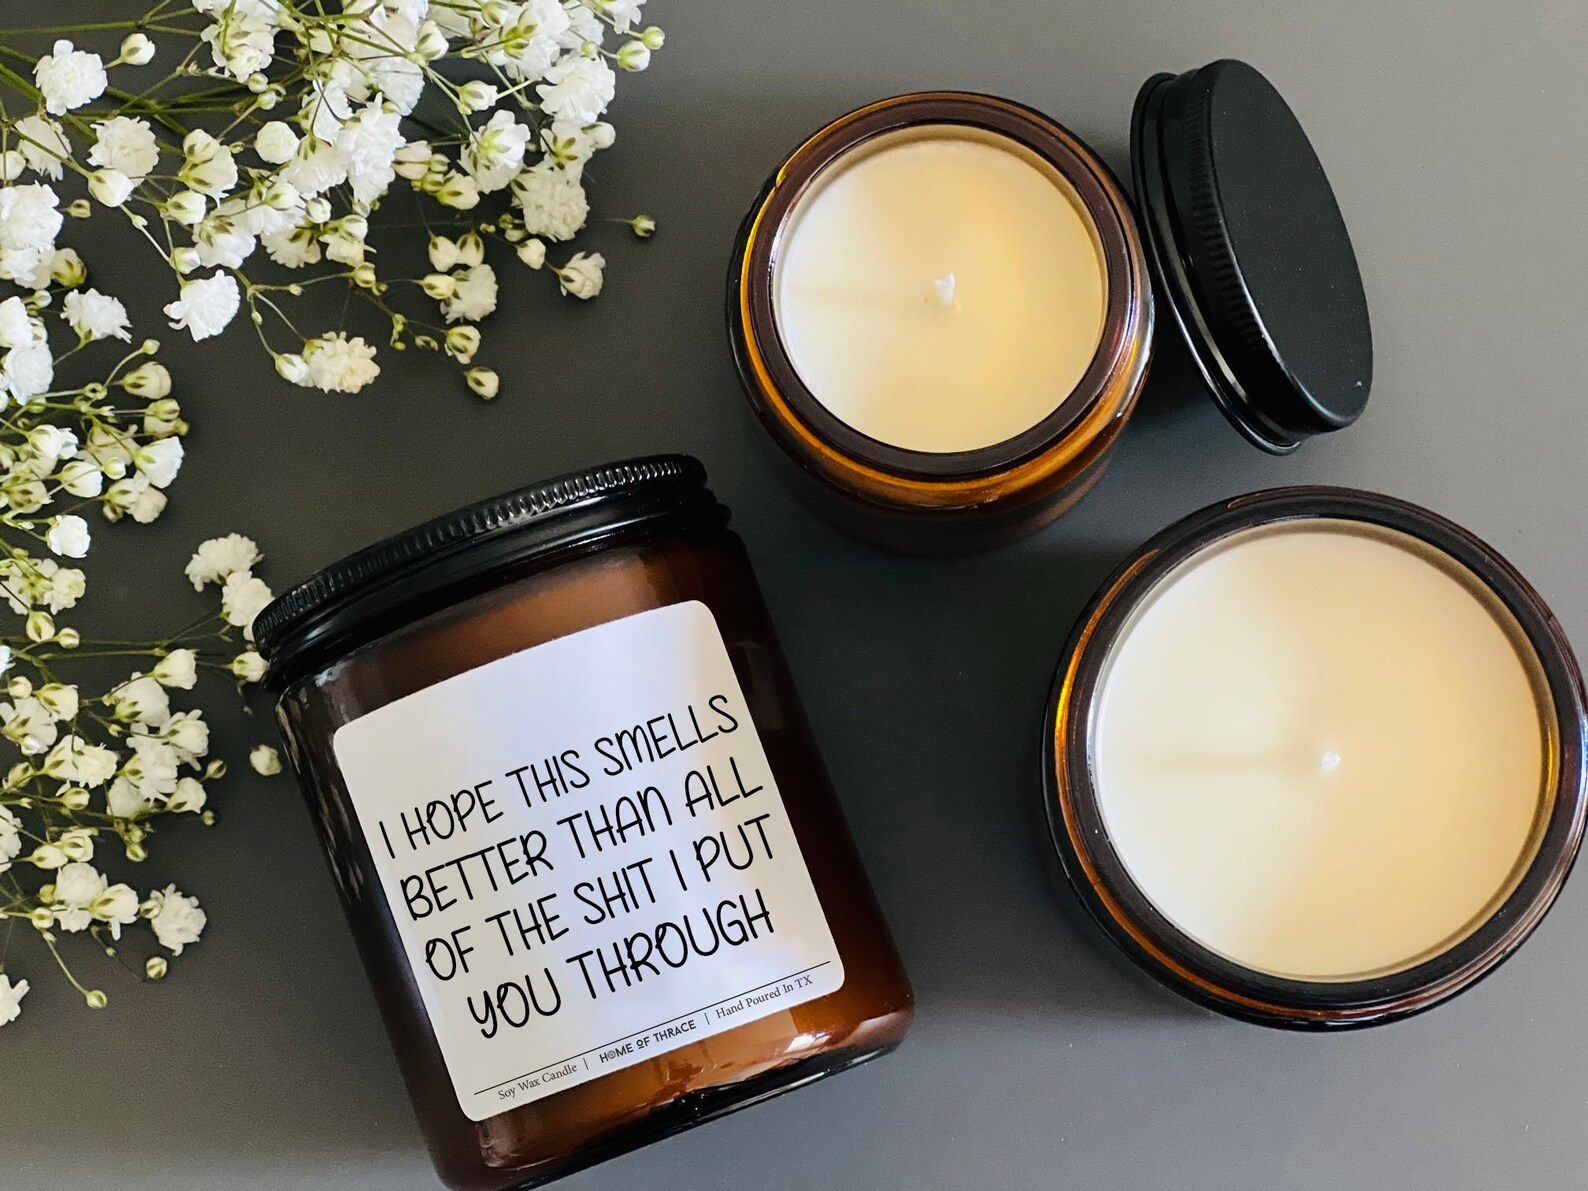 I HOPE THIS SMELLS
BETTER THAN ALL
OF THE SHIT I PUT
YOU THROUGH
Soy Wax Candle | HOME OF THRACE | Hand Poured In TX